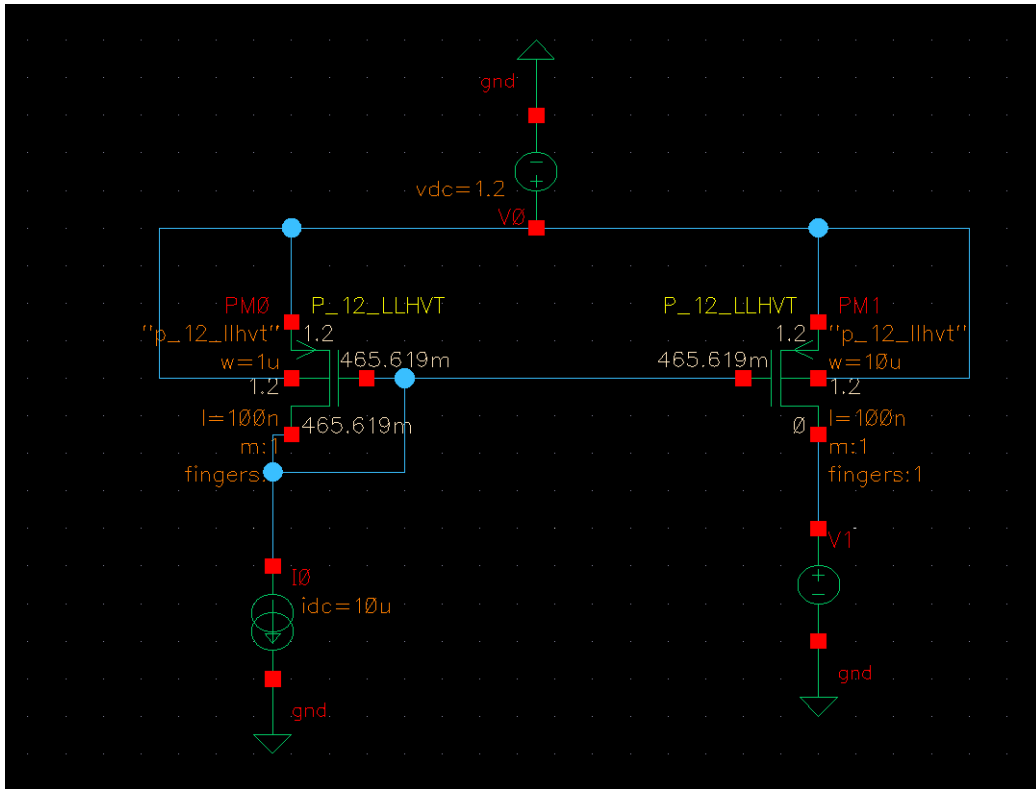 gnd
vdc=1.2
V0
PM0 P_12_LLHVT
"p_12_llhvt" 1.2
w=1u 465.619m
1.2
l=100n 465.619m
m:1
fingers:
P_12_LLHVT PM1
1.2 "p_12_llhvt"
465.619m w=10u
1.2
0 l=100n
m:1
fingers:1
I0
idc=10u
gnd
V1
+
−
gnd